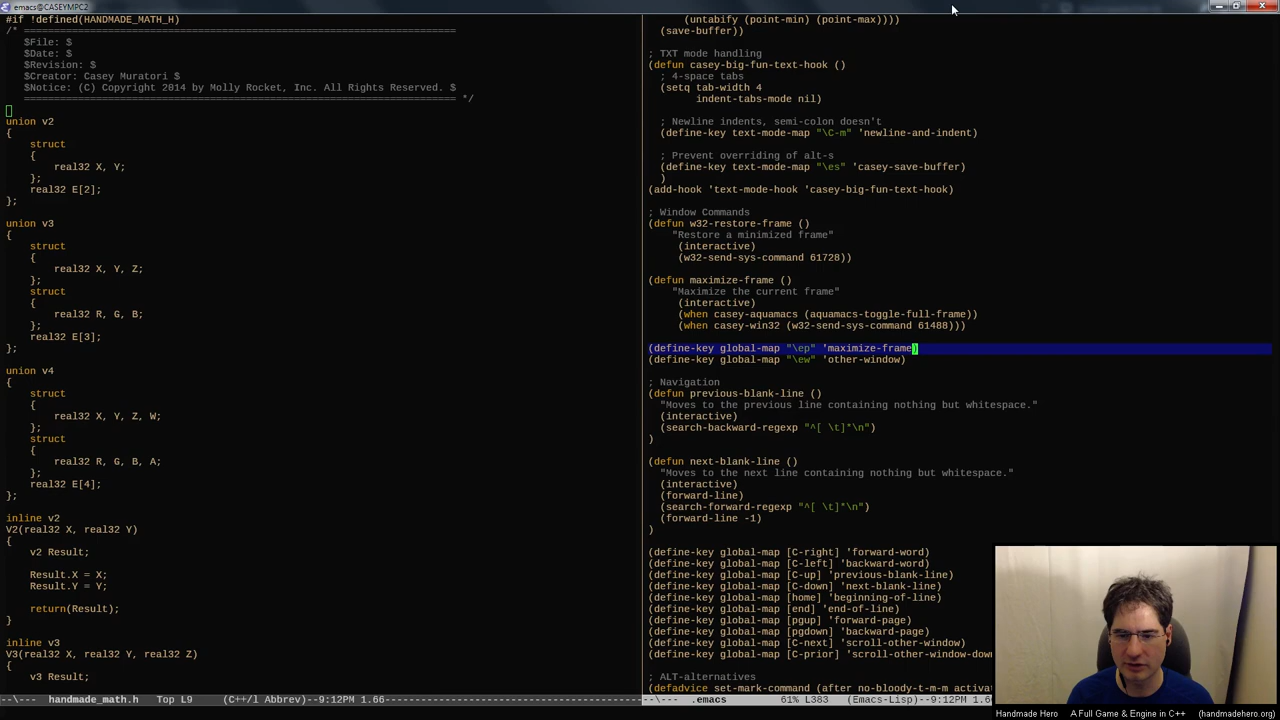 emacs@CASEYMPC2
#if !defined(HANDMADE_MATH_H)
/* ========================================================================
$File: $
$Date: $
$Revision: $
$Creator: Casey Muratori $
$Notice: (C) Copyright 2014 by Molly Rocket, Inc. All Rights Reserved. $
======================================================================== */
union v2
{
struct
{
real32 X, Y;
};
real32 E[2];
};
union v3
{
struct
{
real32 X, Y, Z;
};
struct
{
real32 R, G, B;
};
real32 E[3];
};
union v4
{
struct
{
real32 X, Y, Z, W;
};
struct
{
real32 R, G, B, A;
};
real32 E[4];
};
inline v2
V2(real32 X, real32 Y)
{
v2 Result;
Result.X = X;
Result.Y = Y;
return(Result);
}
inline v3
V3(real32 X, real32 Y, real32 Z)
{
v3 Result;
--\--- handmade_math.h Top L9 (C++/l Abbrev)--9:12PM 1.66
(untabify (point-min) (point-max))))
(save-buffer))
; TXT mode handling
(defun casey-big-fun-text-hook ()
; 4-space tabs
(setq tab-width 4
indent-tabs-mode nil)
; Newline indents, semi-colon doesn't
(define-key text-mode-map "\C-m" 'newline-and-indent)
; Prevent overriding of alt-s
(define-key text-mode-map "\es" 'casey-save-buffer)
)
(add-hook 'text-mode-hook 'casey-big-fun-text-hook)
; Window Commands
(defun w32-restore-frame ()
"Restore a minimized frame"
(interactive)
(w32-send-sys-command 61728))
(defun maximize-frame ()
"Maximize the current frame"
(interactive)
(when casey-aquamacs (aquamacs-toggle-full-frame))
(when casey-win32 (w32-send-sys-command 61488)))
(define-key global-map "\ep" 'maximize-frame)
(define-key global-map "\ew" 'other-window)
; Navigation
(defun previous-blank-line ()
"Moves to the previous line containing nothing but whitespace."
(interactive)
(search-backward-regexp "^[ \t]*\n")
)
(defun next-blank-line ()
"Moves to the next line containing nothing but whitespace."
(interactive)
(forward-line)
(search-forward-regexp "^[ \t]*\n")
(forward-line -1)
)
(define-key global-map [C-right] 'forward-word)
(define-key global-map [C-left] 'backward-word)
(define-key global-map [C-up] 'previous-blank-line)
(define-key global-map [C-down] 'next-blank-line)
(define-key global-map [home] 'beginning-of-line)
(define-key global-map [end] 'end-of-line)
(define-key global-map [pgup] 'forward-page)
(define-key global-map [pgdown] 'backward-page)
(define-key global-map [C-next] 'scroll-other-window)
(define-key global-map [C-prior] 'scroll-other-window-down
; ALT-alternatives
(defadvice set-mark-command (after no-bloody-t-m-m activat
--\--- .emacs 61% L383 (Emacs-Lisp)--9:12PM 1.6
Handmade Hero A Full Game & Engine in C++ (handmadehero.org)